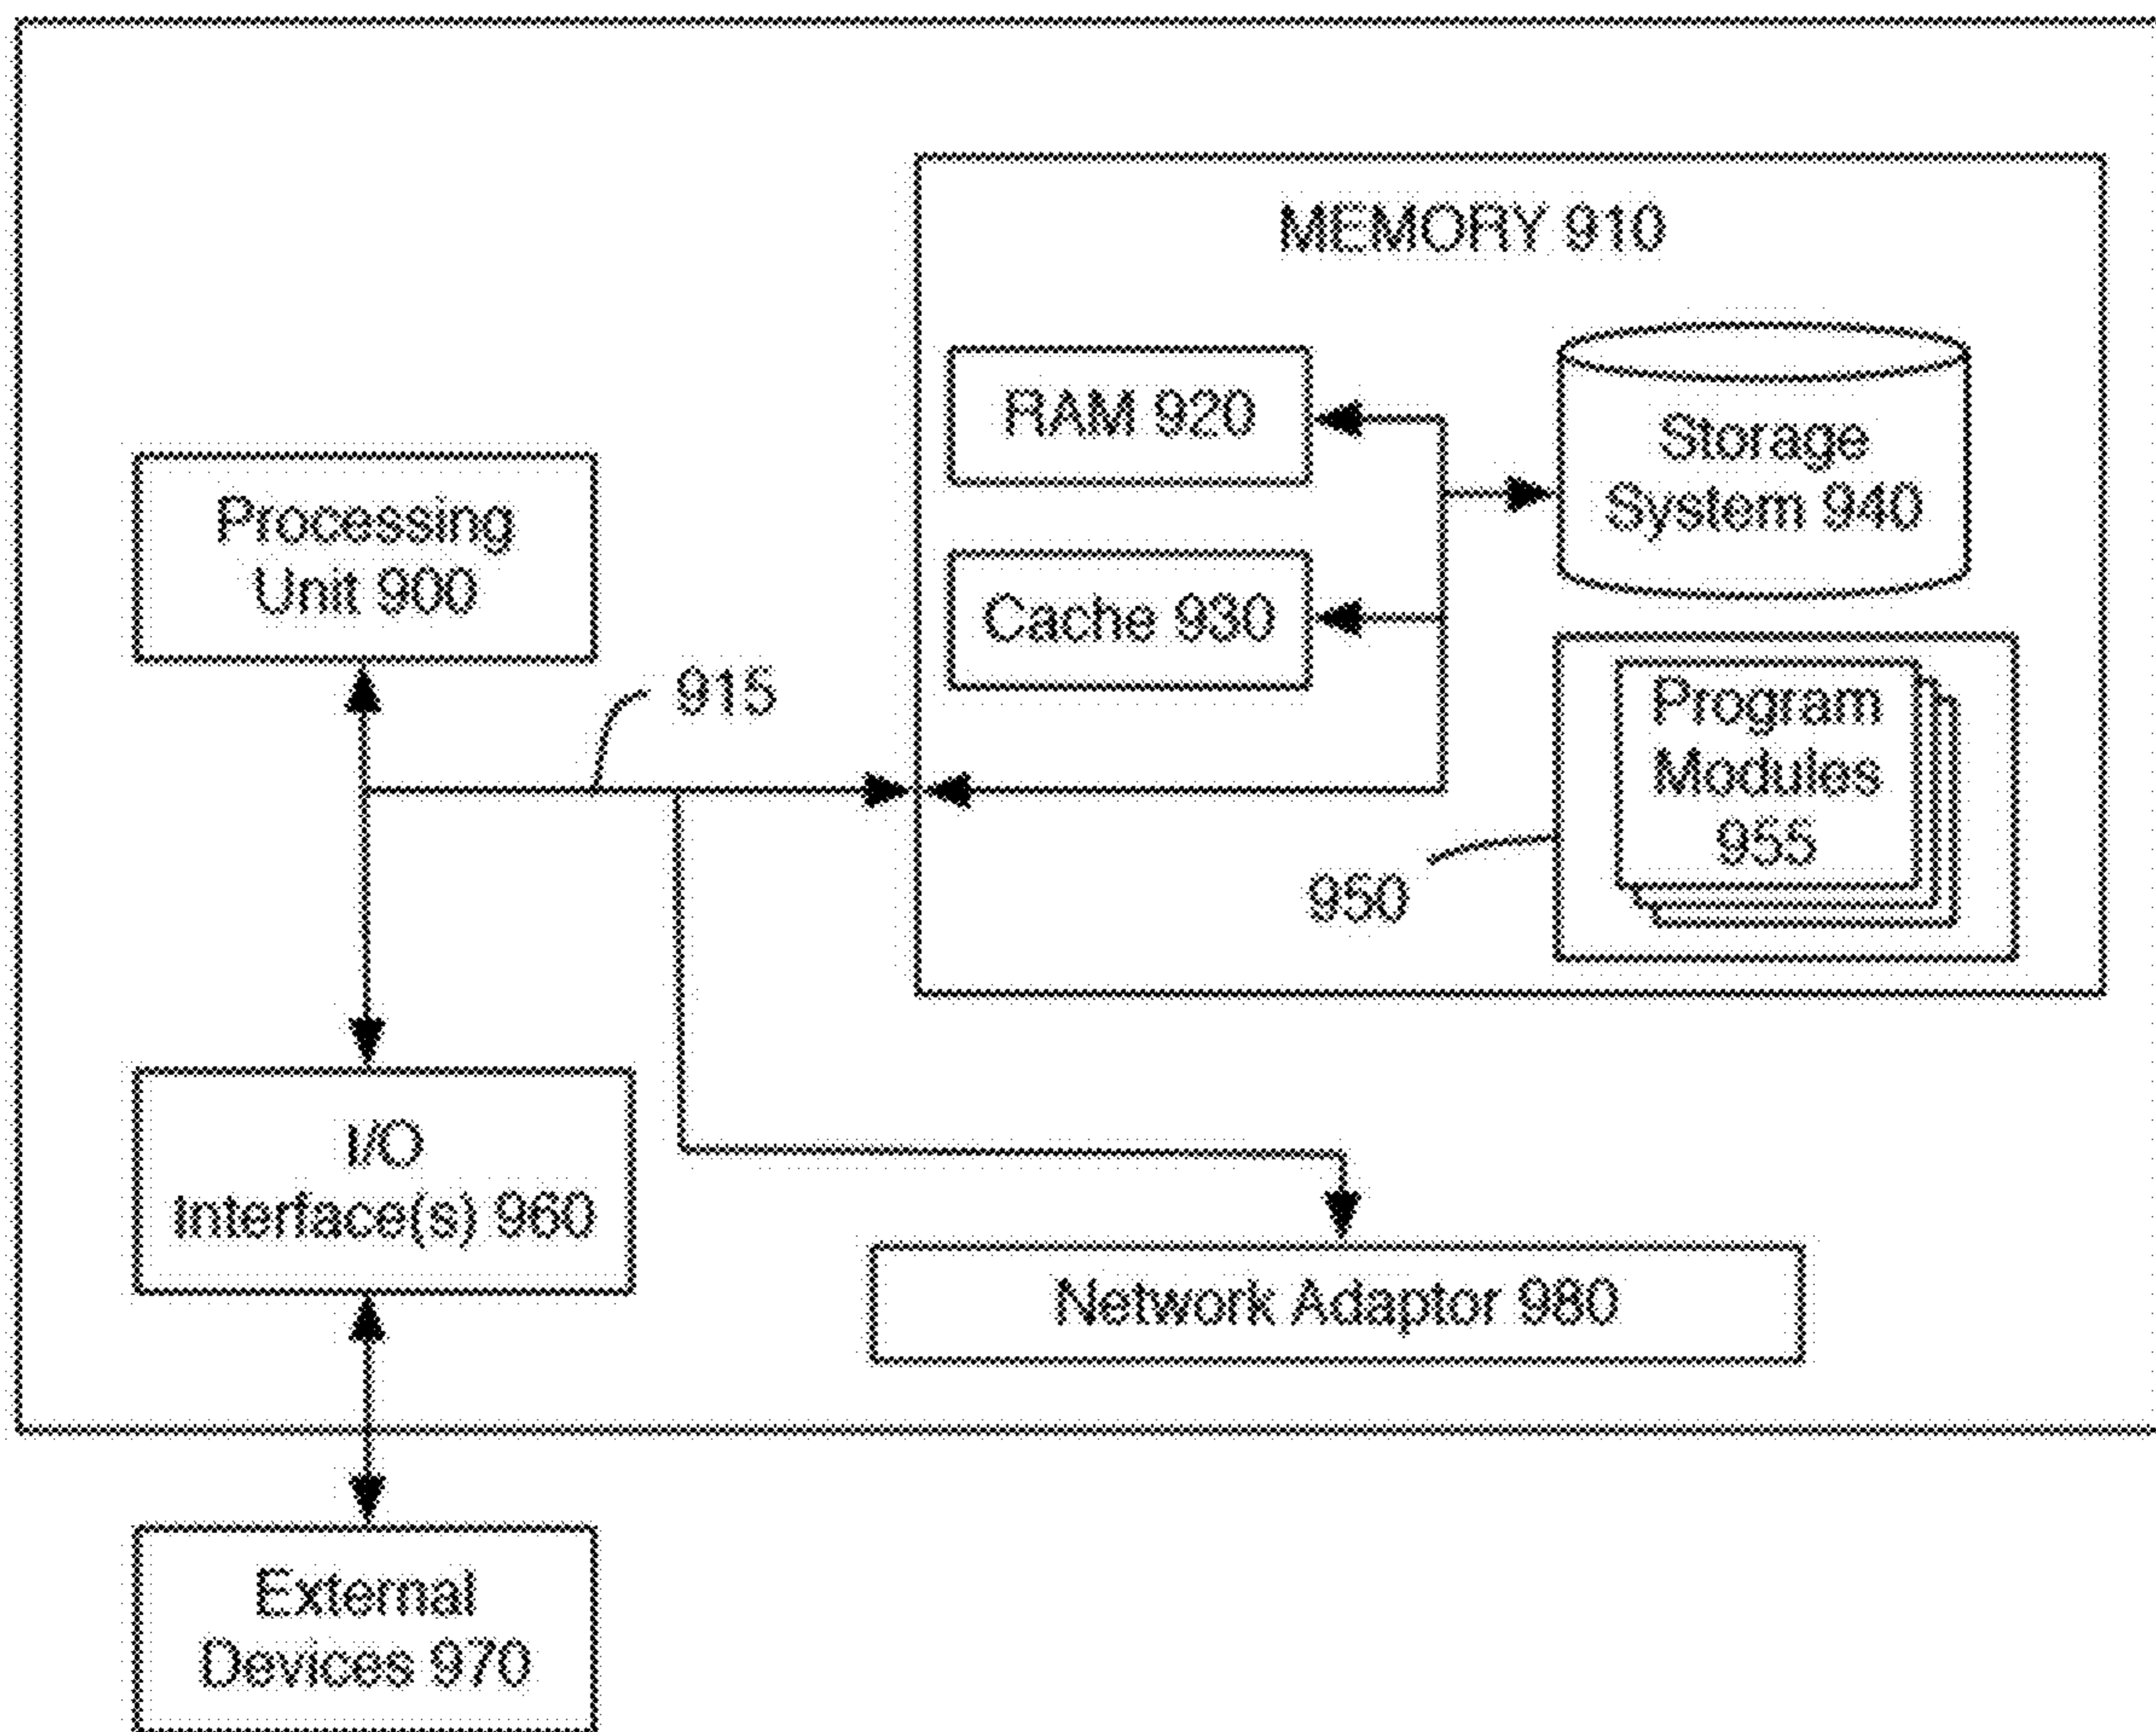 MEMORY 910
RAM 920
Storage
System 940
Processing
Unit 900
Cache 930
915
Program
Modules
955
950
I/O
Interface(s) 960
Network Adaptor 980
External
Devices 970